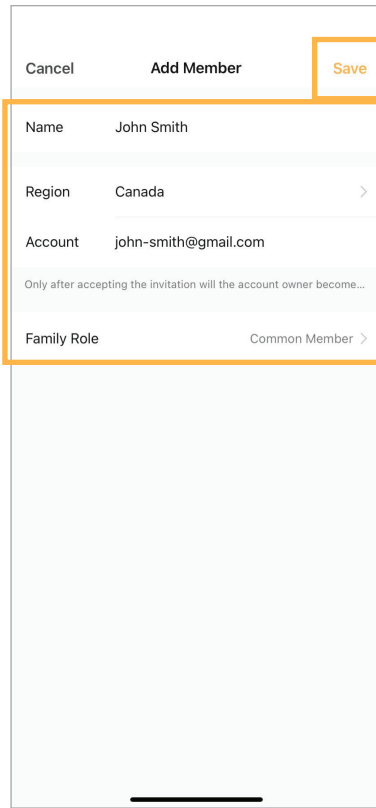 Cancel Add Member Save
Name John Smith
Region Canada
Account john-smith@gmail.com
Only after accepting the invitation will the account owner become...
Family Role Common Member